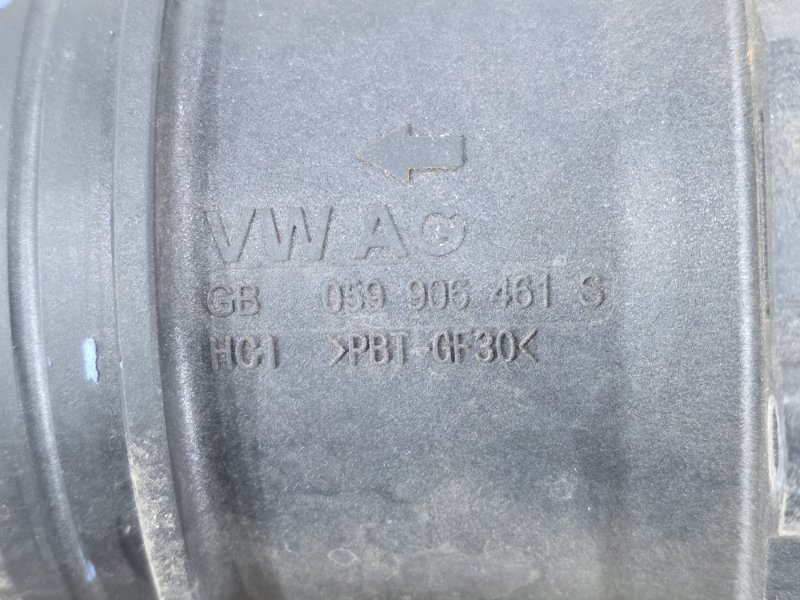 VW AG
GB 059 906 461 S
HC1 >PBT-GF30<